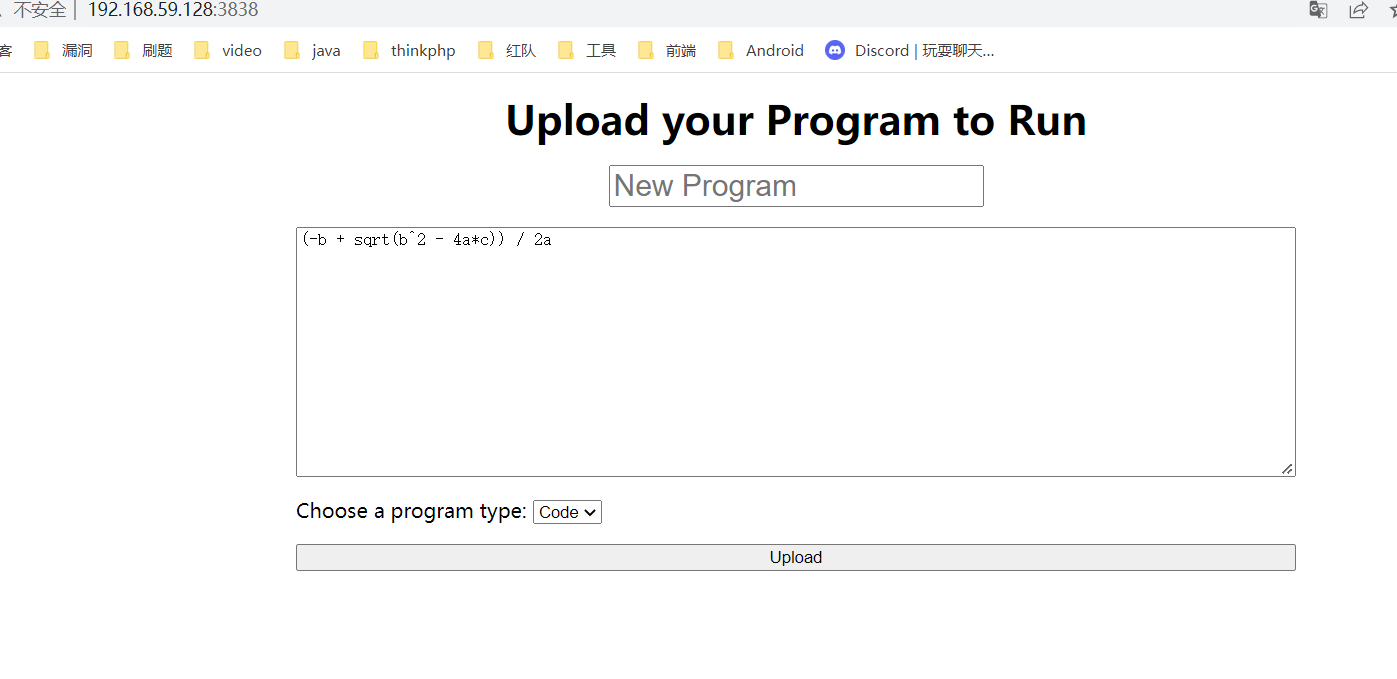 不安全 | 192.168.59.128:3838
客 漏洞 刷题 video java thinkphp 红队 工具 前端 Android Discord | 玩耍聊天...
Upload your Program to Run
New Program
(-b + sqrt(b^2 - 4a*c)) / 2a
Choose a program type: Code
Upload